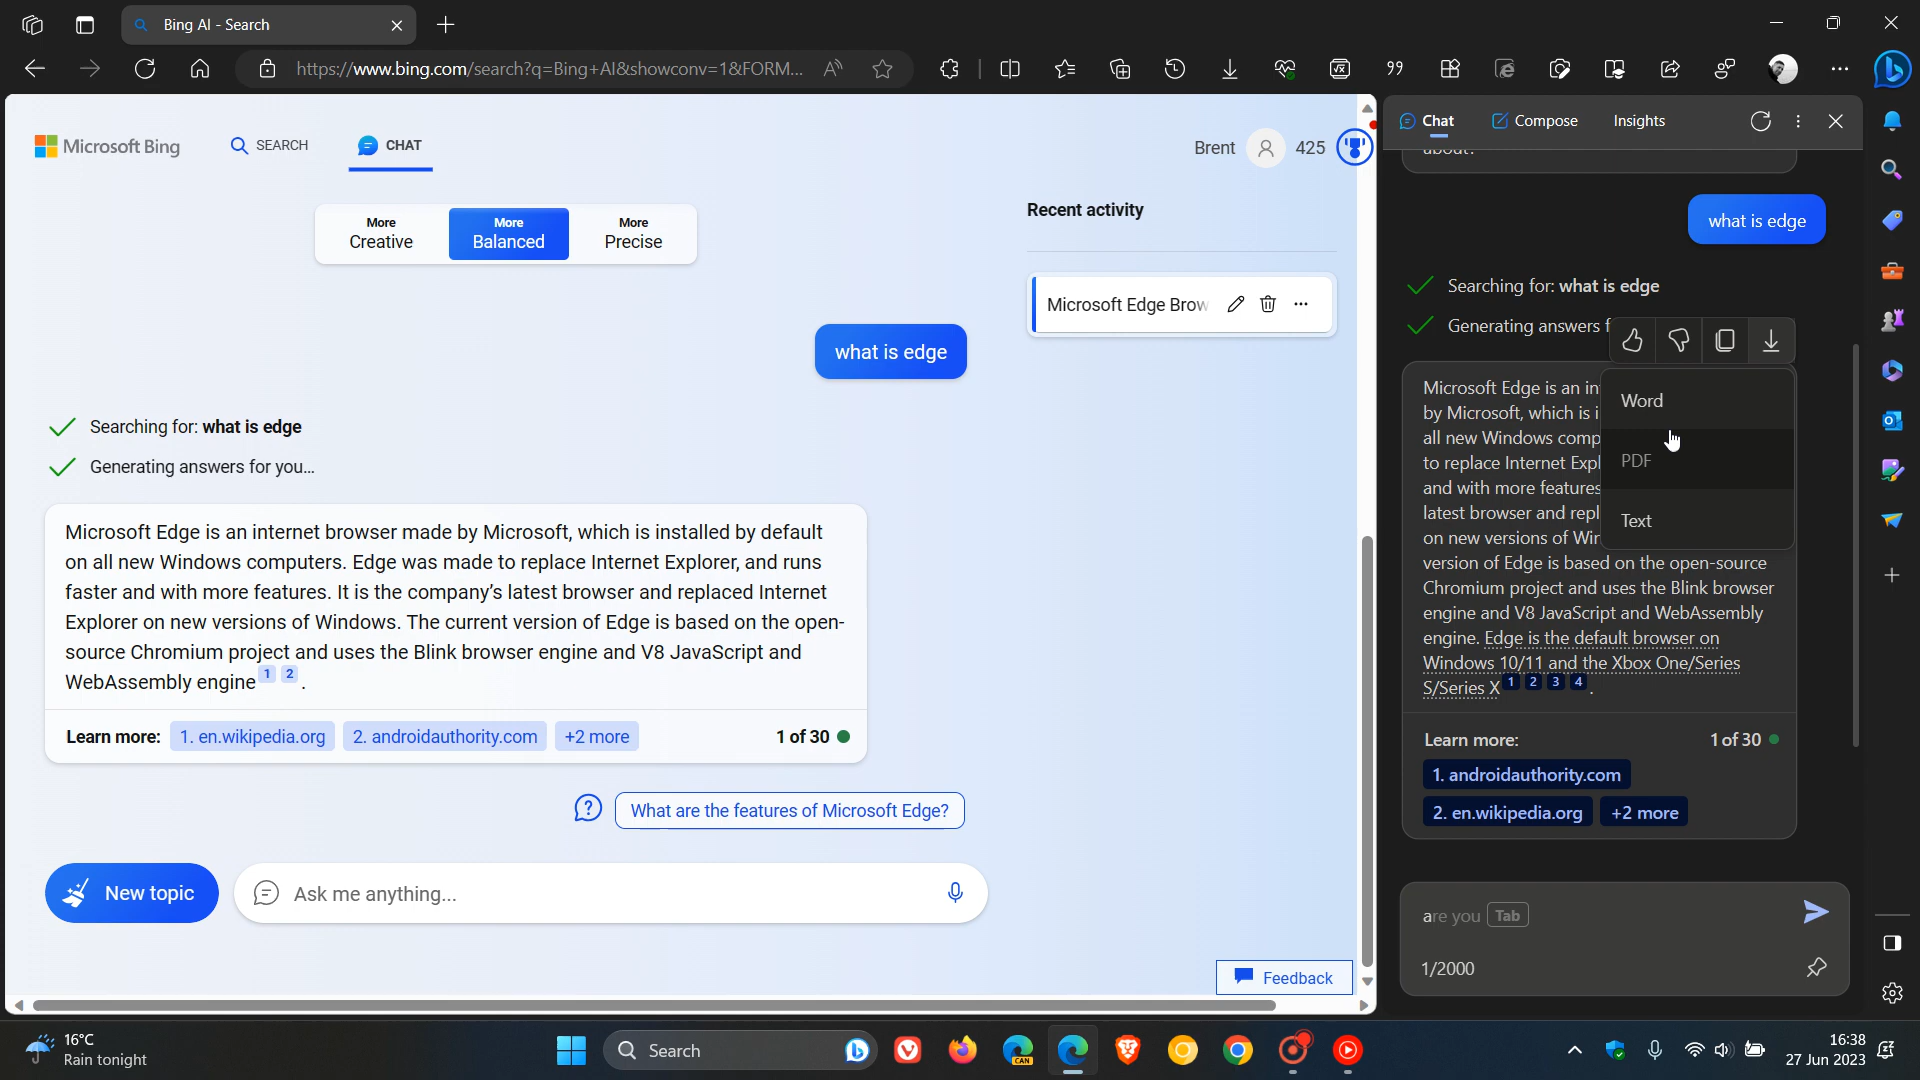 Bing AI - Search
https://www.bing.com/search?q=Bing+AI&showconv=1&FORM...
Microsoft Bing
SEARCH
CHAT
Brent
425
More
Creative
More
Balanced
More
Precise
Recent activity
Microsoft Edge Brow
what is edge
Searching for: what is edge
Generating answers for you...
Microsoft Edge is an internet browser made by Microsoft, which is installed by default
on all new Windows computers. Edge was made to replace Internet Explorer, and runs
faster and with more features. It is the company's latest browser and replaced Internet
Explorer on new versions of Windows. The current version of Edge is based on the open-
source Chromium project and uses the Blink browser engine and V8 JavaScript and
WebAssembly engine 1 2 .
Learn more: 1. en.wikipedia.org 2. androidauthority.com +2 more 1 of 30
What are the features of Microsoft Edge?
New topic
Ask me anything...
Feedback
Chat
Compose
Insights
about?
what is edge
Searching for: what is edge
Generating answers f
Word
PDF
Text
Microsoft Edge is an in
by Microsoft, which is i
all new Windows comp
to replace Internet Expl
and with more features
latest browser and repl
on new versions of Wir
version of Edge is based on the open-source
Chromium project and uses the Blink browser
engine and V8 JavaScript and WebAssembly
engine. Edge is the default browser on
Windows 10/11 and the Xbox One/Series
S/Series X 1 2 3 4 .
Learn more: 1 of 30
1. androidauthority.com
2. en.wikipedia.org +2 more
are you Tab
1/2000
16°C
Rain tonight
Search
CAN
16:38
27 Jun 2023